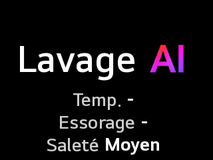 Lavage AI
Temp. -
Essorage -
Saleté Moyen